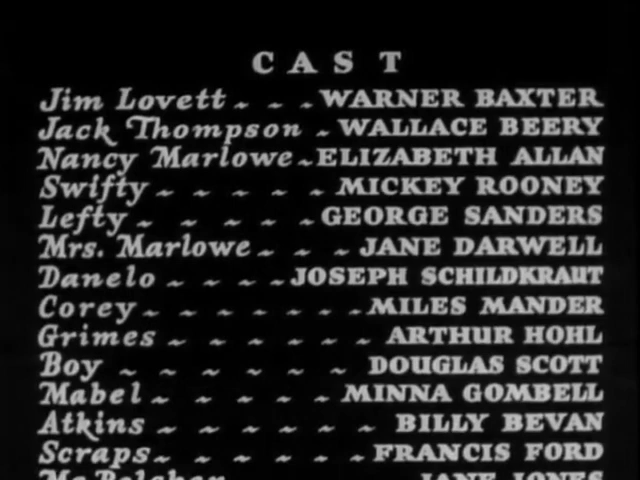 CAST
Jim Lovett ~ ~ ~ WARNER BAXTER
Jack Thompson ~ WALLACE BEERY
Nancy Marlowe ~ ELIZABETH ALLAN
Swifty ~ ~ ~ ~ ~ MICKEY ROONEY
Lefty ~ ~ ~ ~ ~ GEORGE SANDERS
Mrs. Marlowe ~ ~ ~ JANE DARWELL
Danelo ~ ~ ~ ~ JOSEPH SCHILDKRAUT
Corey ~ ~ ~ ~ ~ ~ MILES MANDER
Grimes ~ ~ ~ ~ ~ ARTHUR HOHL
Boy ~ ~ ~ ~ ~ ~ DOUGLAS SCOTT
Mabel ~ ~ ~ ~ ~ MINNA GOMBELL
Atkins ~ ~ ~ ~ ~ ~ BILLY BEVAN
Scraps ~ ~ ~ ~ ~ ~ FRANCIS FORD
JANE JONES